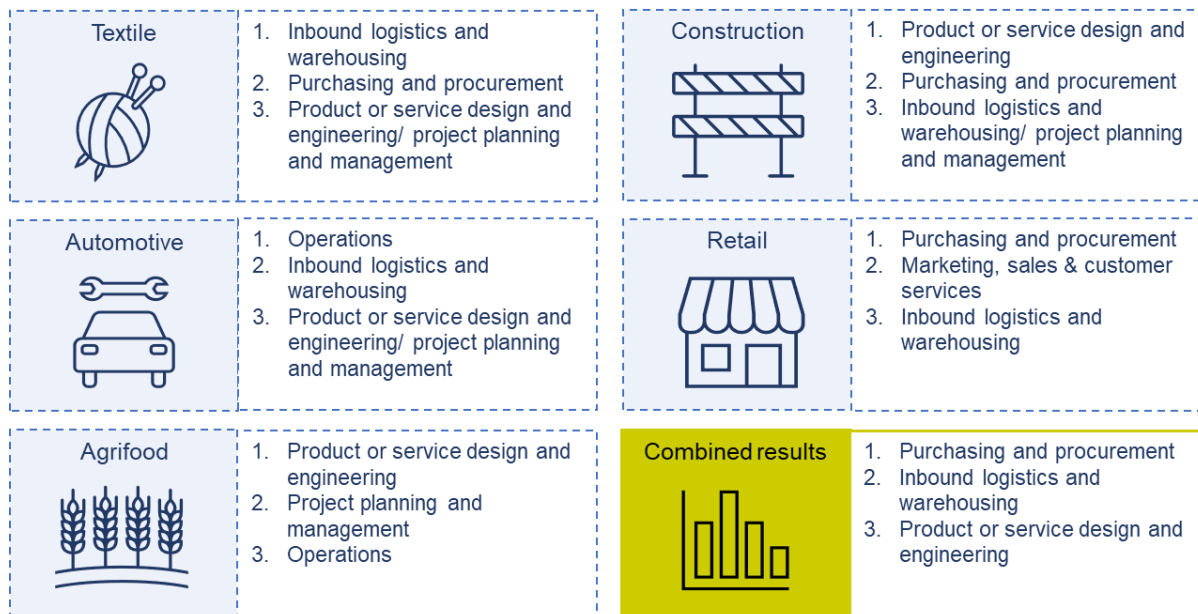 Textile
1. Inbound logistics and
warehousing
2. Purchasing and procurement
3. Product or service design and
engineering/ project planning
and management
Construction
1. Product or service design and
engineering
2. Purchasing and procurement
3. Inbound logistics and
warehousing/ project planning
and management
Automotive
1. Operations
2. Inbound logistics and
warehousing
3. Product or service design and
engineering/ project planning
and management
Retail
1. Purchasing and procurement
2. Marketing, sales & customer
services
3. Inbound logistics and
warehousing
Agrifood
1. Product or service design and
engineering
2. Project planning and
management
3. Operations
Combined results
1. Purchasing and procurement
2. Inbound logistics and
warehousing
3. Product or service design and
engineering